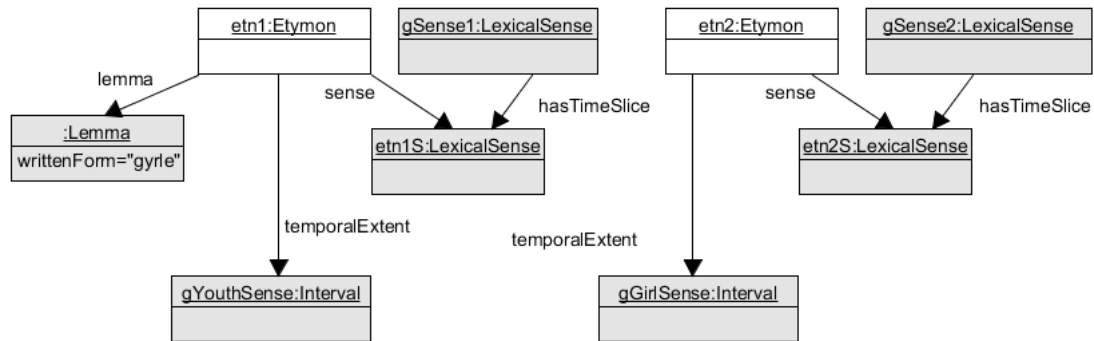 etn1:Etymon
gSense1:LexicalSense
etn2:Etymon
gSense2:LexicalSense
lemma
sense
hasTimeSlice
sense
hasTimeSlice
:Lemma
writtenForm="gyrle"
etn1S:LexicalSense
etn2S:LexicalSense
temporalExtent
temporalExtent
gYouthSense:Interval
gGirlSense:Interval